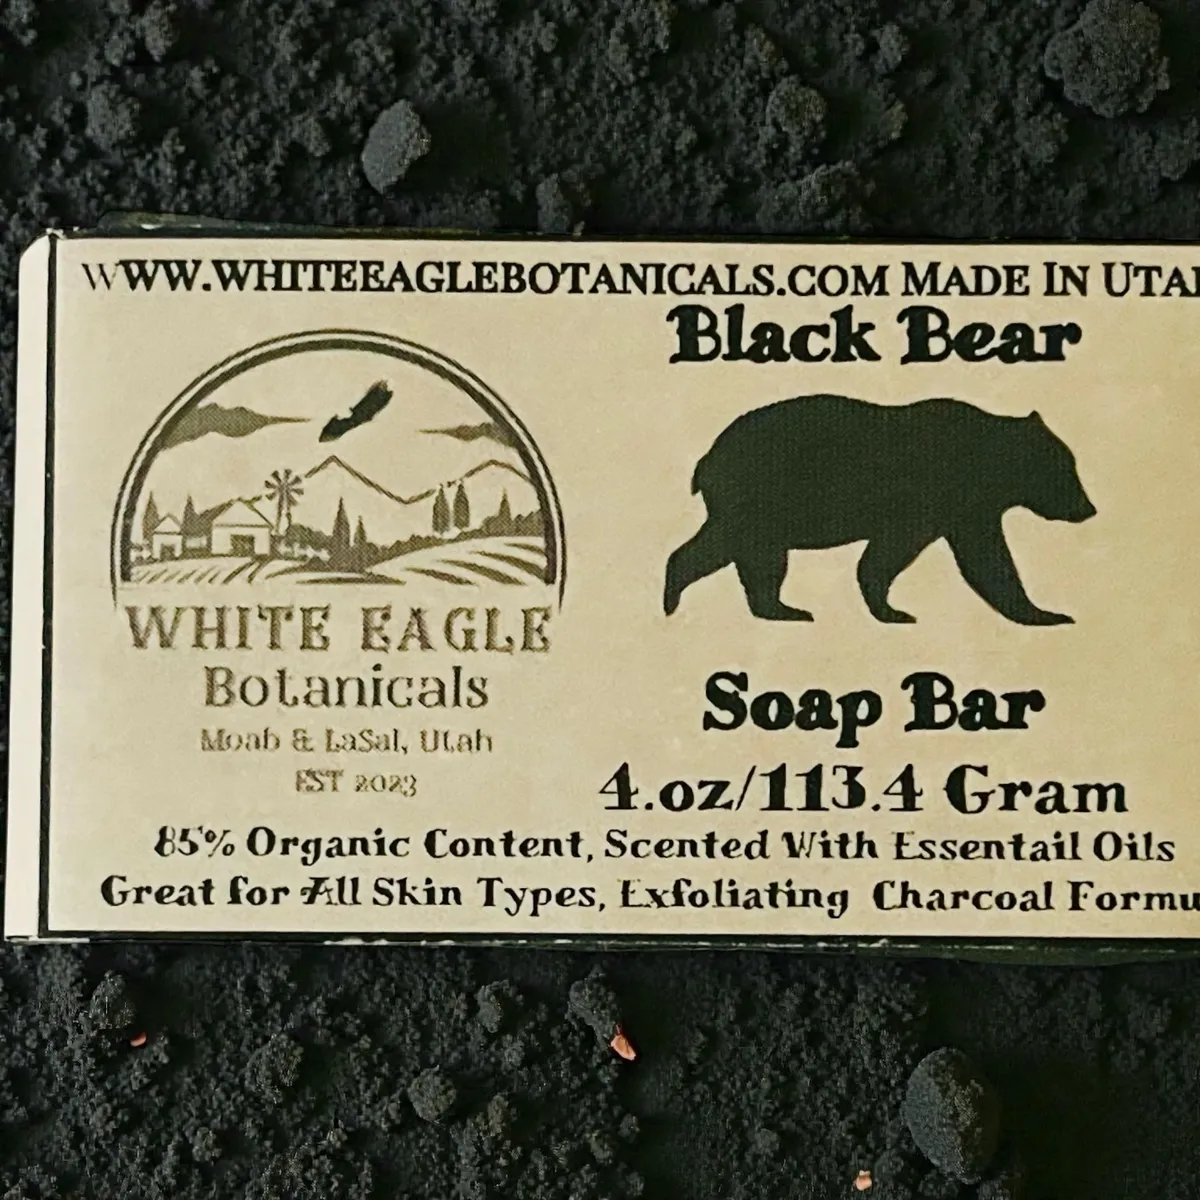 WWW.WHITEEAGLEBOTANICALS.COM MADE IN UTAH
Black Bear
WHITE EAGLE
Botanicals
Moab & LaSal, Utah
EST 2023
Soap Bar
4.oz/113.4 Gram
85% Organic Content, Scented With Essentail Oils
Great for All Skin Types, Exfoliating Charcoal Formu